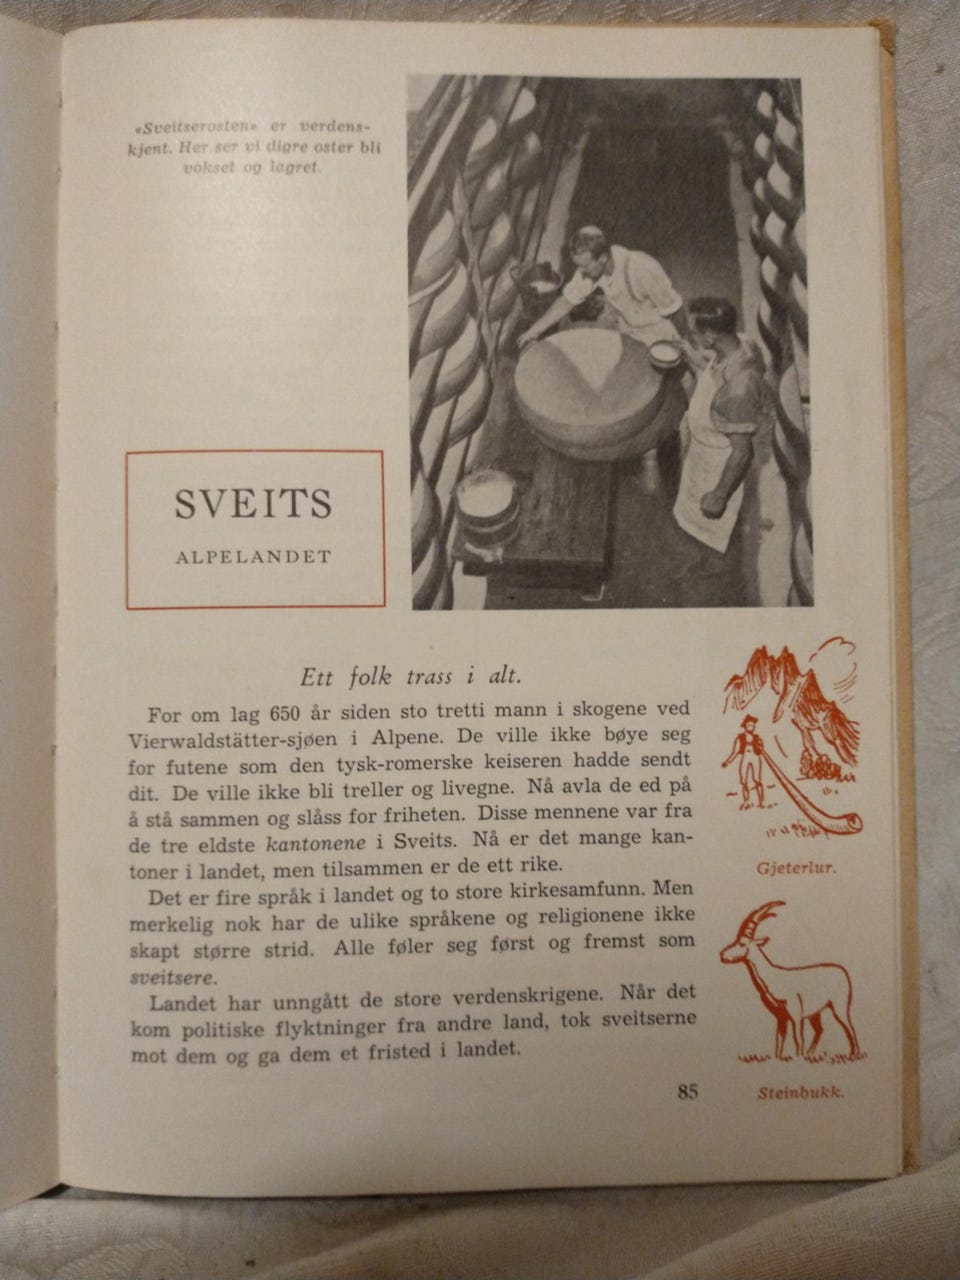 «Sveitserosten» er verdens-
kjent. Her ser vi digre oster bli
vokset og lagret.
SVEITS
ALPELANDET
Ett folk trass i alt.
For om lag 650 år siden sto tretti mann i skogene ved
Vierwaldstätter-sjøen i Alpene. De ville ikke bøye seg
for futene som den tysk-romerske keiseren hadde sendt
dit. De ville ikke bli treller og livegne. Nå avla de ed på
å stå sammen og slåss for friheten. Disse mennene var fra
de tre eldste kantonene i Sveits. Nå er det mange kan-
toner i landet, men tilsammen er de ett rike.
Det er fire språk i landet og to store kirkesamfunn. Men
merkelig nok har de ulike språkene og religionene ikke
skapt større strid. Alle føler seg først og fremst som
sveitsere.
Landet har unngått de store verdenskrigene. Når det
kom politiske flyktninger fra andre land, tok sveitserne
mot dem og ga dem et fristed i landet.
85
Gjeterlur.
Steinbukk.